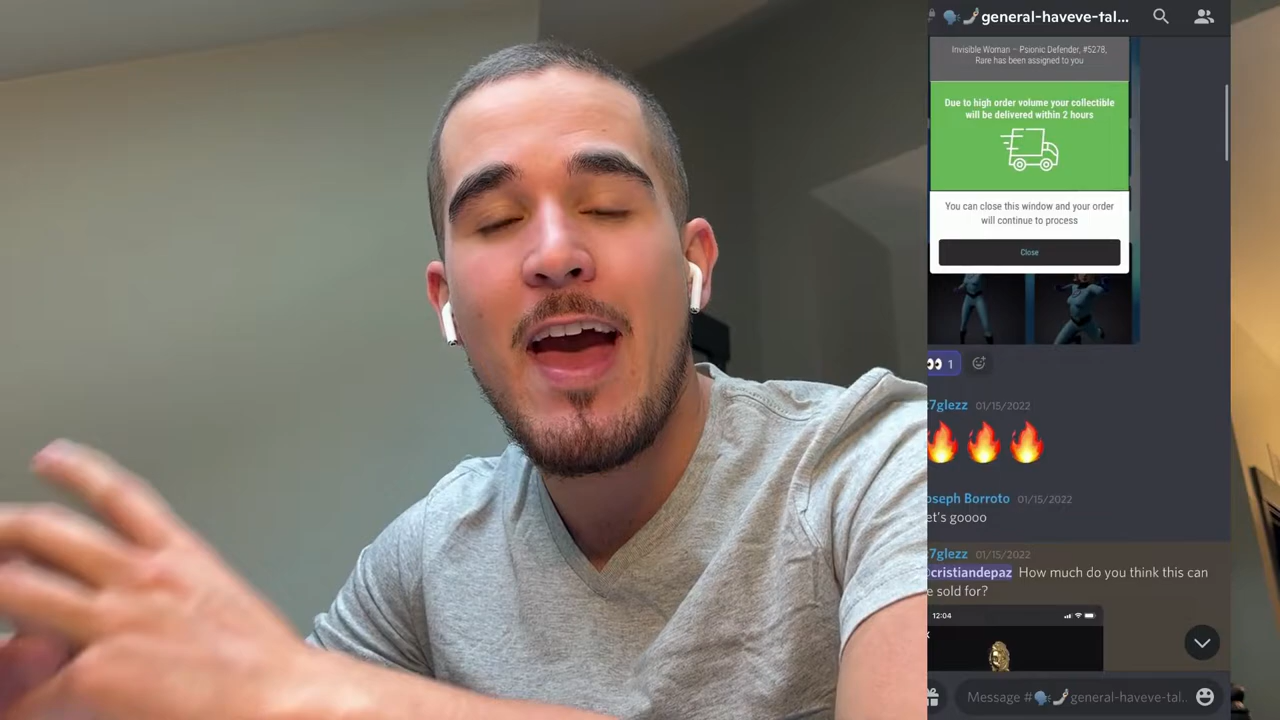 general-haveve-tal...
Invisible Woman – Psionic Defender, #5278,
Rare has been assigned to you
Due to high order volume your collectible
will be delivered within 2 hours
You can close this window and your order
will continue to process
Close
1
7glezz 01/15/2022
oseph Borroto 01/15/2022
et's goooo
7glezz 01/15/2022
cristiandepaz How much do you think this can
e sold for?
12:04
Message # general-haveve-tal..